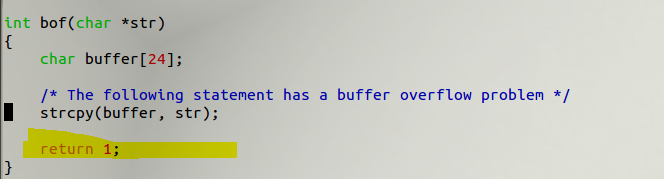 int bof(char *str)
{
char buffer[24];
/* The following statement has a buffer overflow problem */
strcpy(buffer, str);
return 1;
}